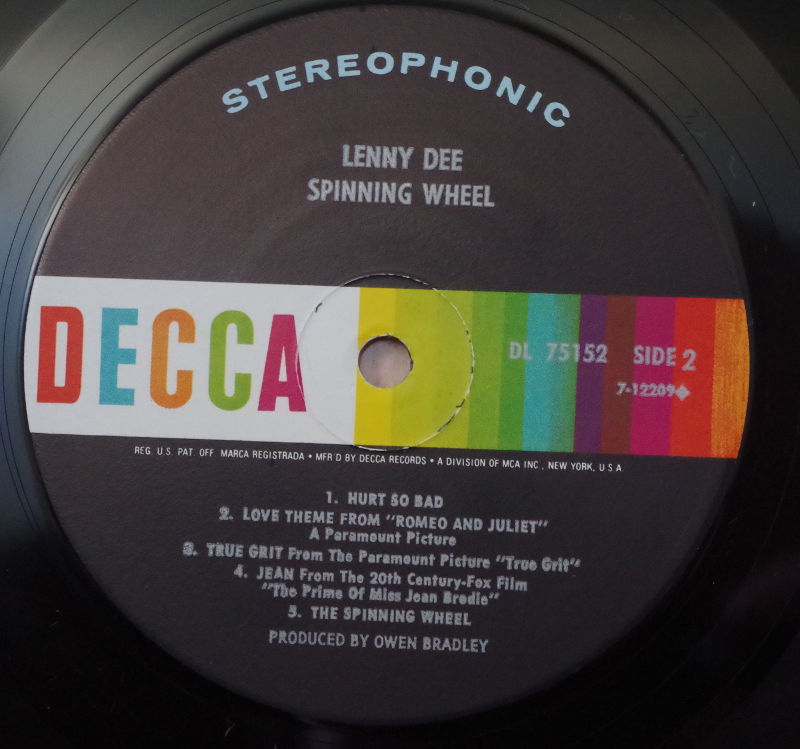 STEREOPHONIC
LENNY DEE
SPINNING WHEEL
DECCA
DL 75152 SIDE 2
7-12209◆
REG. U.S. PAT. OFF. MARCA REGISTRADA • MFR'D BY DECCA RECORDS • A DIVISION OF MCA INC., NEW YORK, U.S.A.
1. HURT SO BAD
2. LOVE THEME FROM "ROMEO AND JULIET"
A Paramount Picture
3. TRUE GRIT From The Paramount Picture "True Grit"
4. JEAN From The 20th Century-Fox Film
"The Prime Of Miss Jean Brodie"
5. THE SPINNING WHEEL
PRODUCED BY OWEN BRADLEY